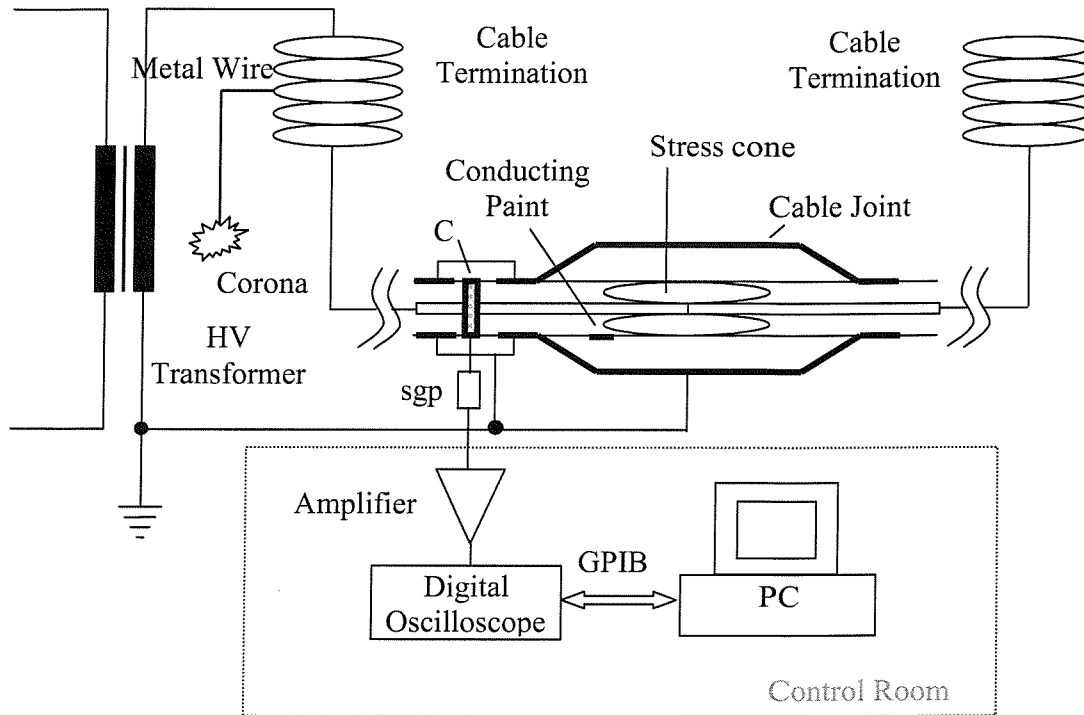 Cable
Termination
Cable
Termination
Metal Wire
Stress cone
Conducting
Paint
Cable Joint
C
Corona
HV
Transformer
sgp
Amplifier
GPIB
Digital
Oscilloscope
PC
Control Room